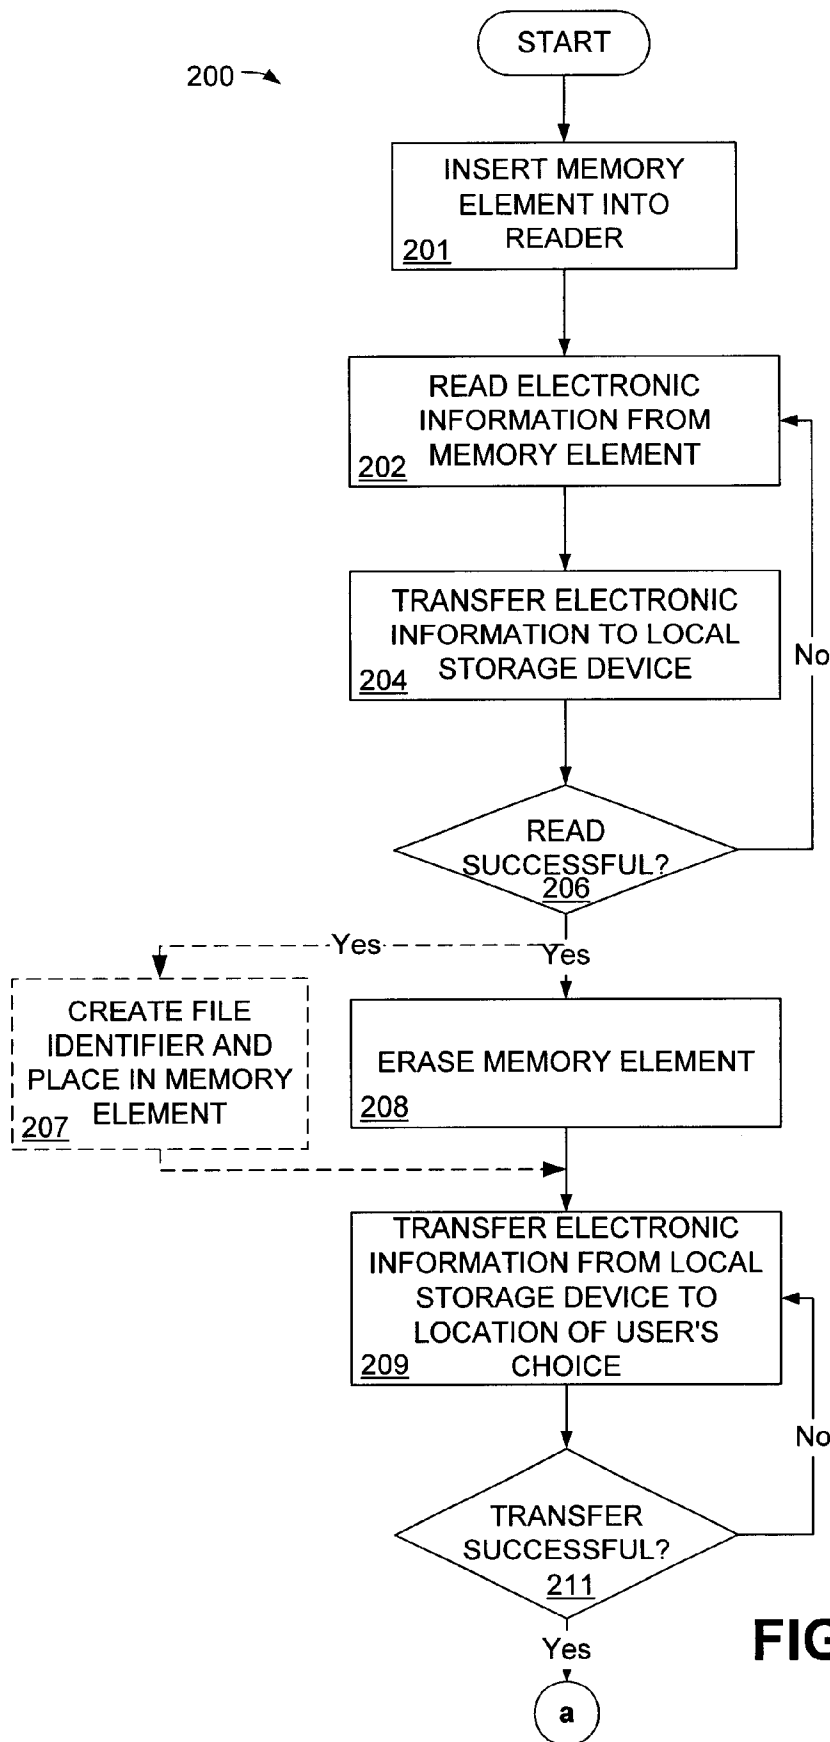 START
200
INSERT MEMORY
ELEMENT INTO
READER
201
READ ELECTRONIC
INFORMATION FROM
MEMORY ELEMENT
202
TRANSFER ELECTRONIC
INFORMATION TO LOCAL
STORAGE DEVICE
204
No
READ
SUCCESSFUL?
206
Yes
Yes
CREATE FILE
IDENTIFIER AND
PLACE IN MEMORY
ELEMENT
207
ERASE MEMORY ELEMENT
208
TRANSFER ELECTRONIC
INFORMATION FROM LOCAL
STORAGE DEVICE TO
LOCATION OF USER'S
CHOICE
209
No
TRANSFER
SUCCESSFUL?
211
Yes
FIG
a